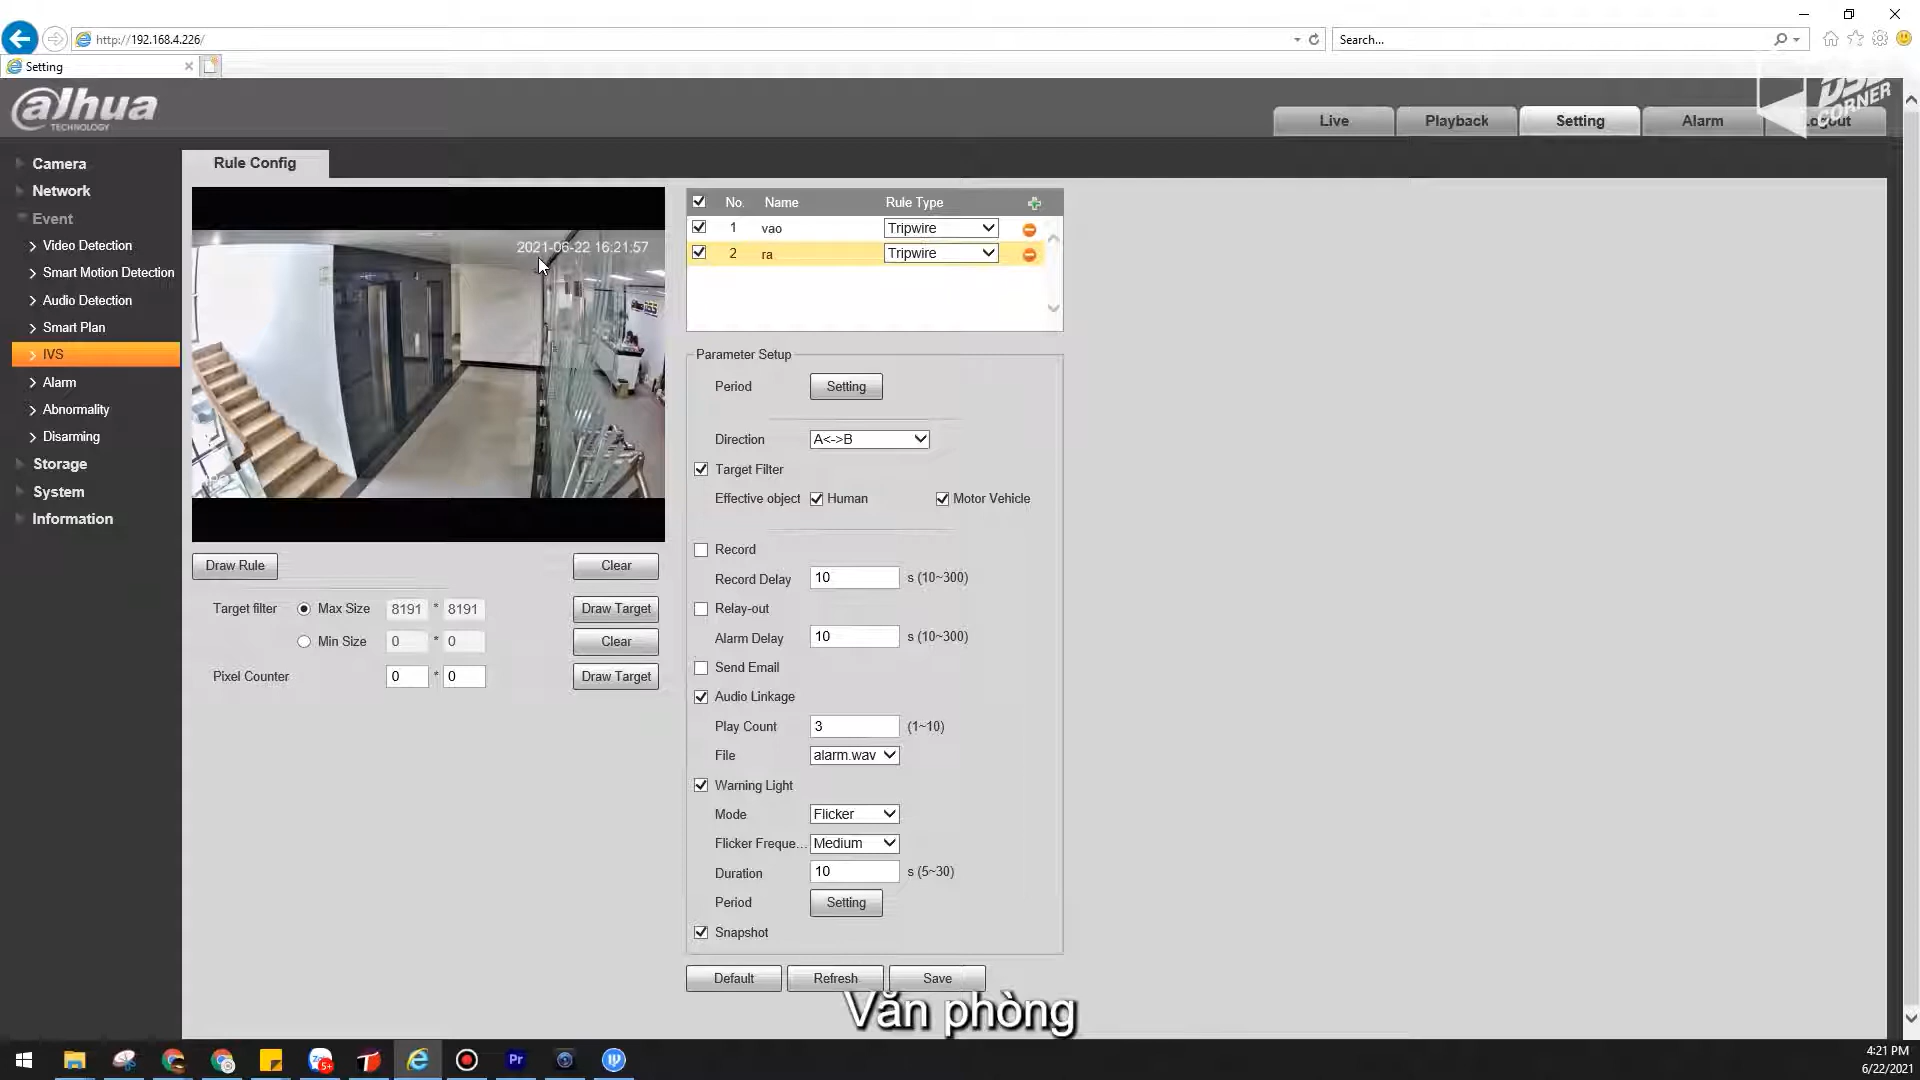 http://192.168.4.226/
Search...
Setting
alhua
TECHNOLOGY
DSS
CORNER
Live
Playback
Setting
Alarm
Logout
Camera
Network
Event
Video Detection
Smart Motion Detection
Audio Detection
Smart Plan
IVS
Alarm
Abnormality
Disarming
Storage
System
Information
Rule Config
2021-06-22 16:21:57
Draw Rule
Clear
Target filter Max Size 8191 * 8191 Draw Target
Min Size 0 * 0 Clear
Pixel Counter 0 * 0 Draw Target
No. Name Rule Type
1 vao Tripwire
2 ra Tripwire
Parameter Setup
Period Setting
Direction A<->B
Target Filter
Effective object Human Motor Vehicle
Record
Record Delay 10 s (10~300)
Relay-out
Alarm Delay 10 s (10~300)
Send Email
Audio Linkage
Play Count 3 (1~10)
File alarm.wav
Warning Light
Mode Flicker
Flicker Freque... Medium
Duration 10 s (5~30)
Period Setting
Snapshot
Default Refresh Save
Văn phòng
5+
Pr
4:21 PM
6/22/2021